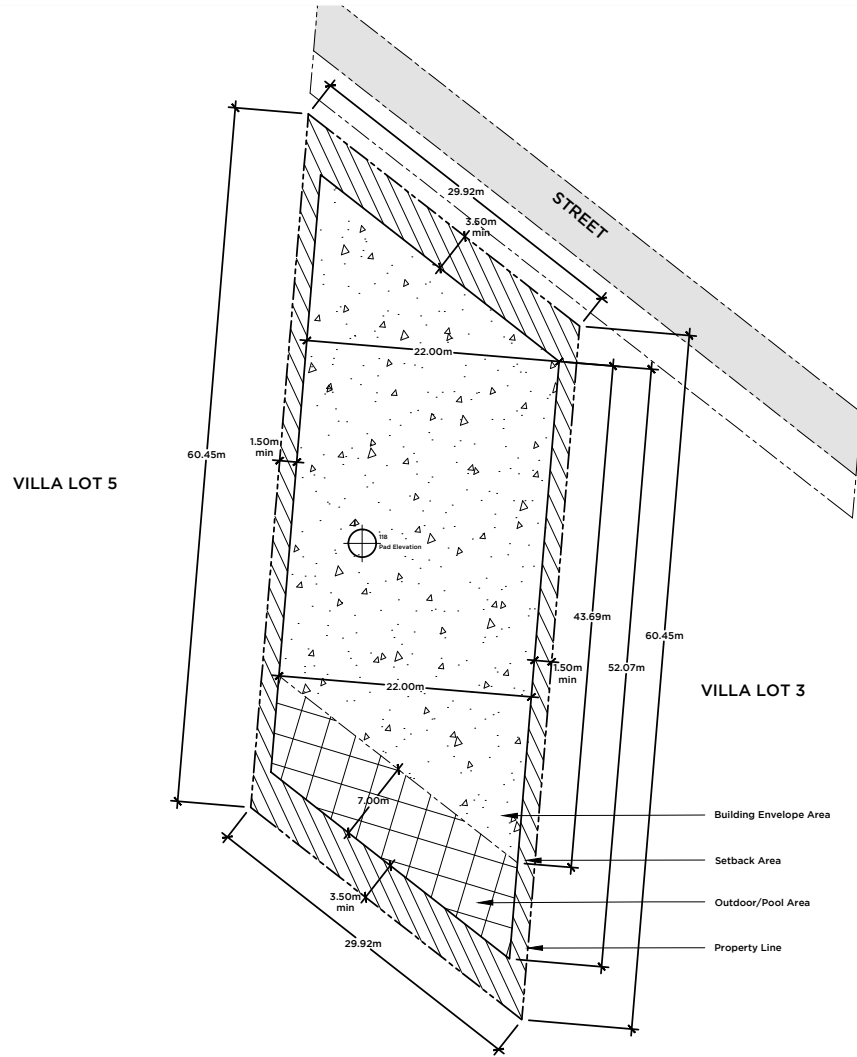 STREET
29.92m
3.60m
min
22.00m
1.50m
min
60.45m
VILLA LOT 5
118
Pad Elevation
43.69m
60.45m
1.50m
min
52.07m
22.00m
VILLA LOT 3
7.00m
Building Envelope Area
Setback Area
3.50m
min
Outdoor/Pool Area
29.92m
Property Line